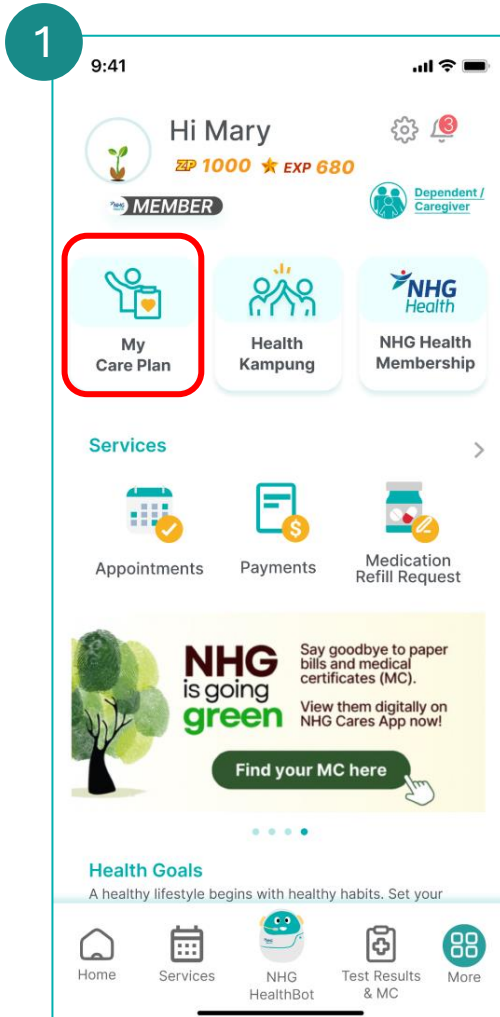 1
9:41
Hi Mary
3
ZP 1000 EXP 680
NHG Health MEMBER
Dependent /
Caregiver
My
Care Plan
Health
Kampung
NHG
Health
NHG Health
Membership
Services
Appointments
Payments
Medication
Refill Request
NHG
is going
green
Say goodbye to paper
bills and medical
certificates (MC).
View them digitally on
NHG Cares App now!
Find your MC here
Health Goals
A healthy lifestyle begins with healthy habits. Set your
Home
Services
NHG
HealthBot
Test Results
& MC
More